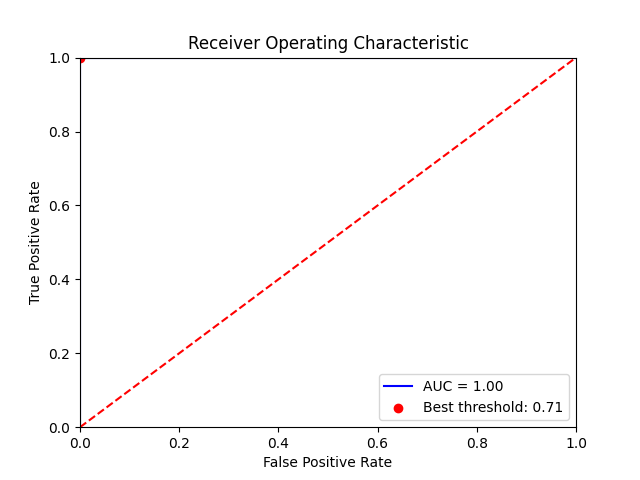 Receiver Operating Characteristic
1.0
0.8
0.6
0.4
0.2
0.0
True Positive Rate
AUC = 1.00
Best threshold: 0.71
0.0 0.2 0.4 0.6 0.8 1.0
False Positive Rate